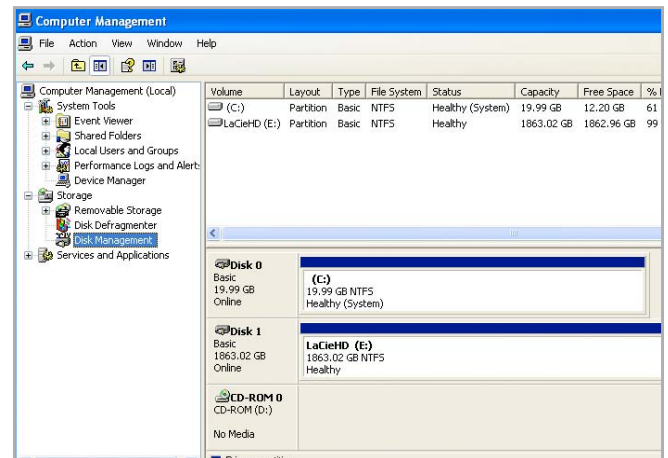 Computer Management
File Action View Window Help
Computer Management (Local)
System Tools
Event Viewer
Shared Folders
Local Users and Groups
Performance Logs and Alerts
Device Manager
Storage
Removable Storage
Disk Defragmenter
Disk Management
Services and Applications
Volume Layout Type File System Status Capacity Free Space %
(C:) Partition Basic NTFS Healthy (System) 19.99 GB 12.20 GB 61
LaCieHD (E:) Partition Basic NTFS Healthy 1863.02 GB 1862.96 GB 99
Disk 0
Basic
19.99 GB
Online
(C:)
19.99 GB NTFS
Healthy (System)
Disk 1
Basic
1863.02 GB
Online
LaCieHD (E:)
1863.02 GB NTFS
Healthy
CD-ROM 0
CD-ROM (D:)
No Media